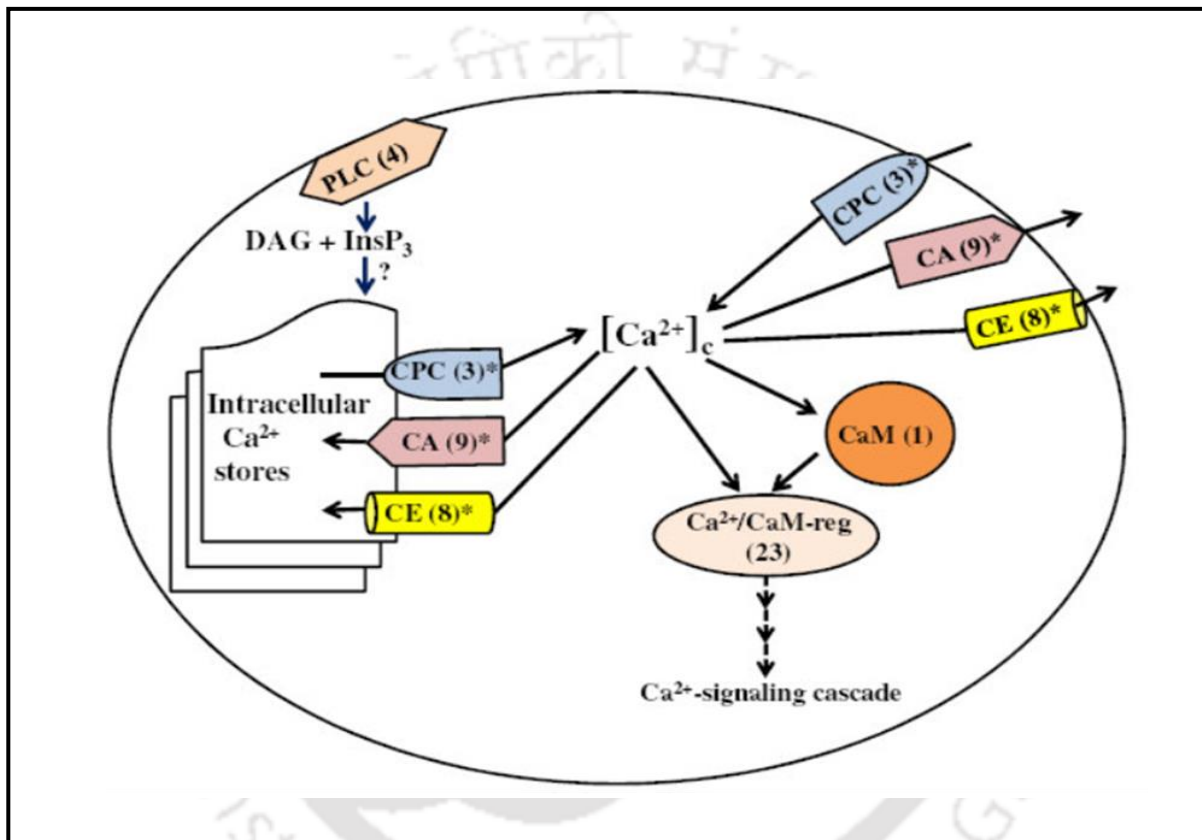 PLC (4)
DAG + InsP₃
?
CPC (3)*
CA (9)*
CE (8)*
[Ca²⁺]c
CPC (3)*
CA (9)*
CE (8)*
Intracellular
Ca²⁺
stores
CaM (1)
Ca²⁺/CaM-reg
(23)
Ca²⁺-signaling cascade